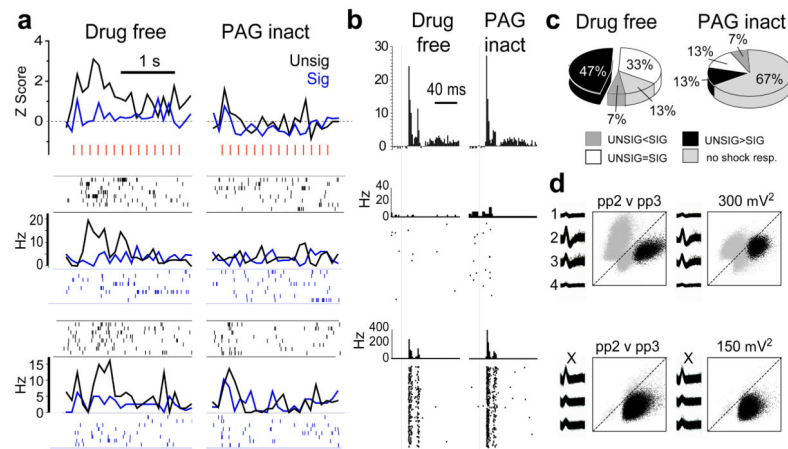 a
Drug free
PAG inact
1 s
Unsig
Sig
Z Score
4
2
0
-2
Hz
20
10
0
Hz
15
10
5
0
b
Drug free
PAG inact
30
20
10
0
40 ms
40
0
400
200
0
Hz
c
Drug free
PAG inact
47%
33%
13%
7%
7%
13%
13%
67%
UNSIG<SIG
UNSIG>SIG
UNSIG=SIG
no shock resp.
d
pp2 v pp3
300 mV²
1
2
3
4
pp2 v pp3
150 mV²
X
X